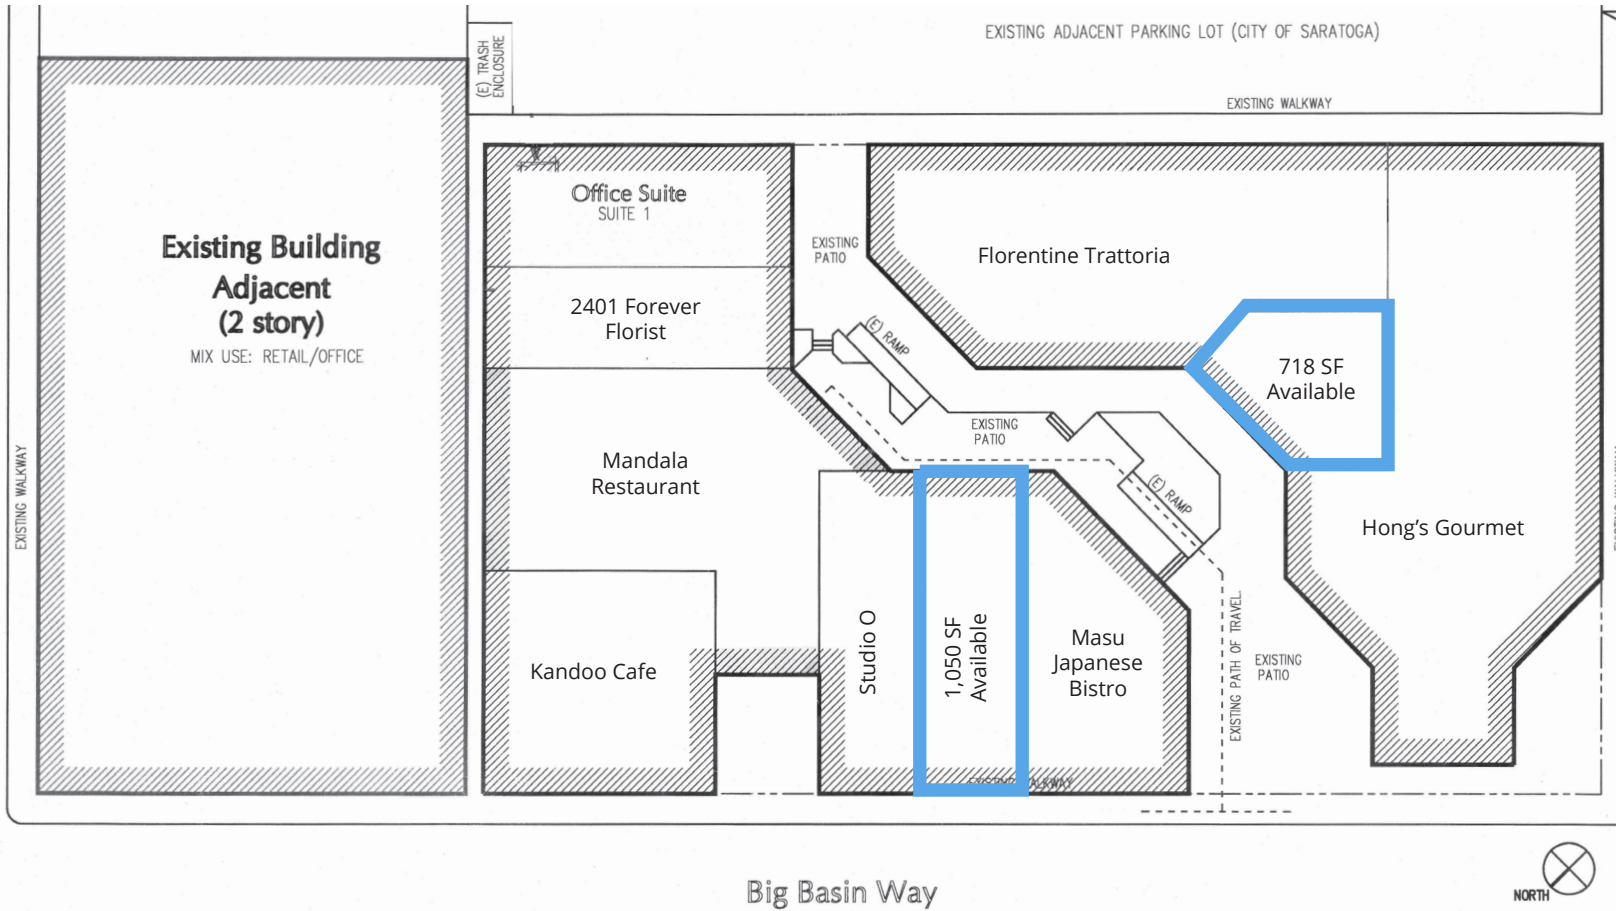 EXISTING ADJACENT PARKING LOT (CITY OF SARATOGA)
(E) TRASH
ENCLOSURE
EXISTING WALKWAY
Office Suite
SUITE 1
2401 Forever
Florist
Existing Building
Adjacent
(2 story)
MIX USE: RETAIL/OFFICE
EXISTING
PATIO
Florentine Trattoria
(E) RAMP
718 SF
Available
EXISTING
PATIO
Mandala
Restaurant
(E) RAMP
Hong's Gourmet
EXISTING WALKWAY
Kandoo Cafe
Studio O
1,050 SF
Available
Masu
Japanese
Bistro
EXISTING PATH OF TRAVEL.
EXISTING
PATIO
EXISTING WALKWAY
Big Basin Way
NORTH